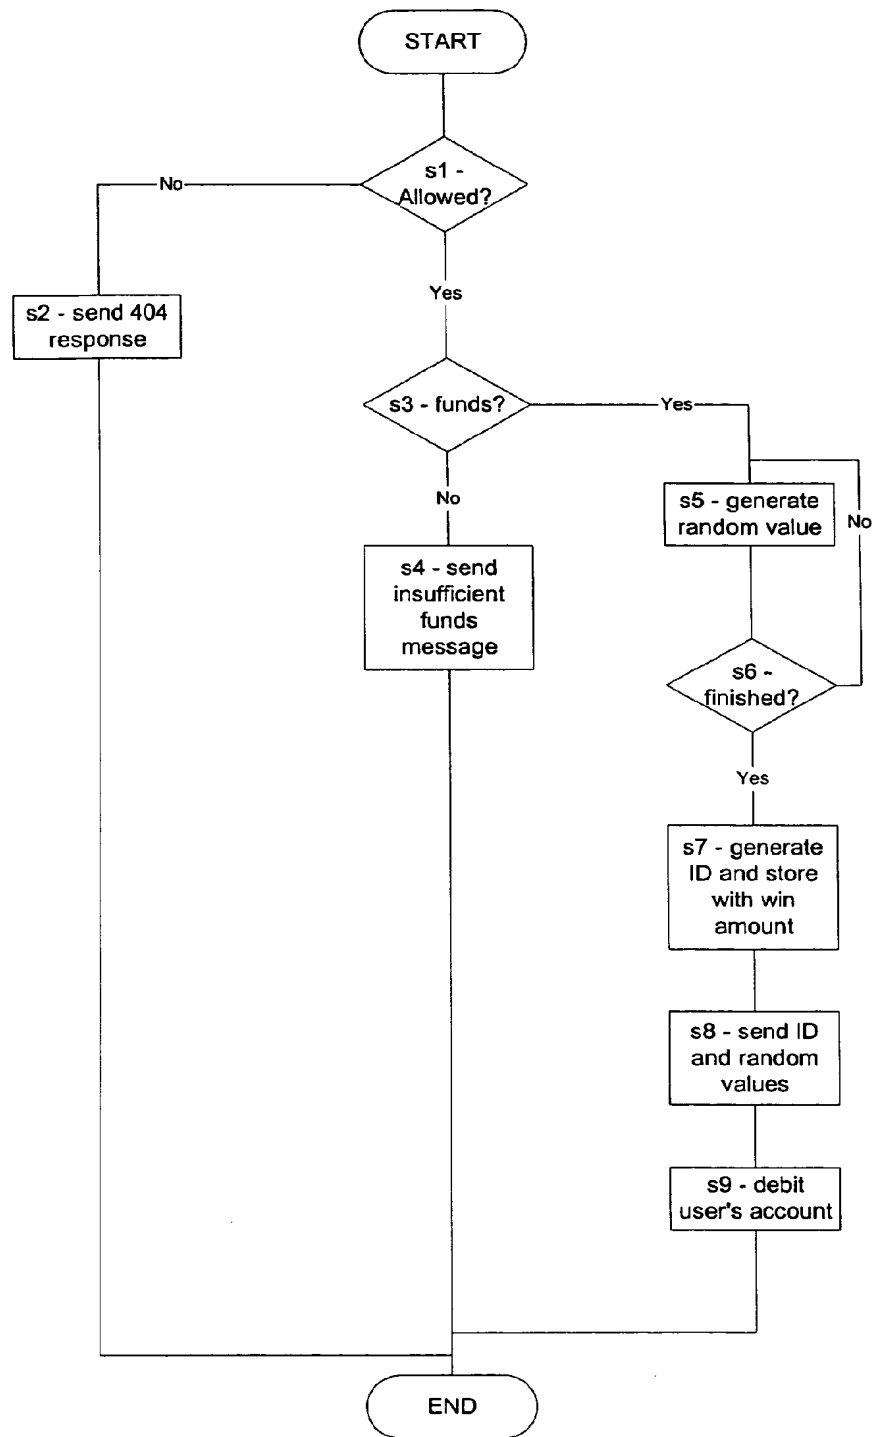 START
s1 -
Allowed?
No
Yes
s2 - send 404
response
s3 - funds?
Yes
No
s5 - generate
random value
No
s4 - send
insufficient
funds
message
s6 -
finished?
Yes
s7 - generate
ID and store
with win
amount
s8 - send ID
and random
values
s9 - debit
user's account
END